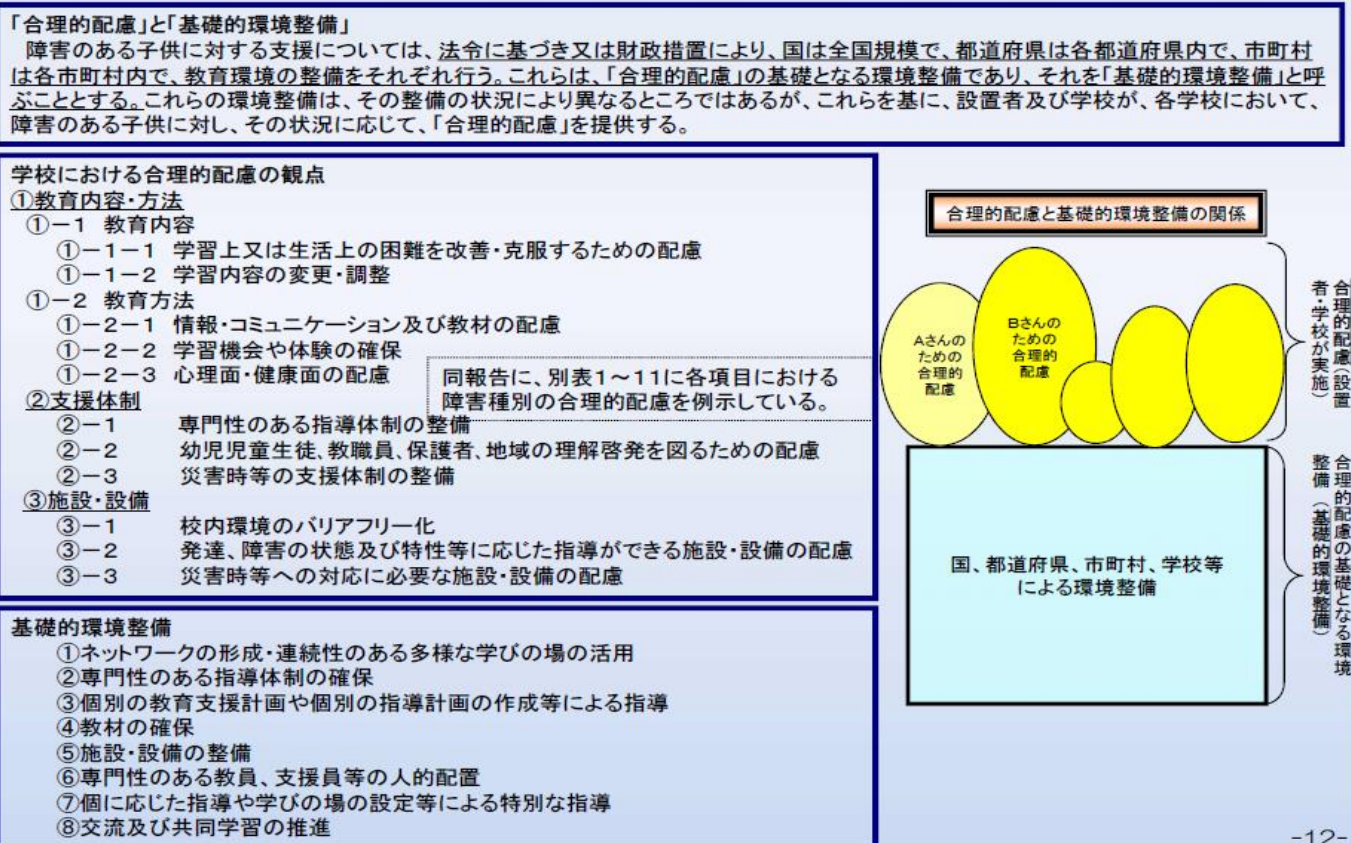 「合理的配慮」と「基礎的環境整備」
障害のある子供に対する支援については、法令に基づき又は財政措置により、国は全国規模で、都道府県は各都道府県内で、市町村
は各市町村内で、教育環境の整備をそれぞれ行う。これらは、「合理的配慮」の基礎となる環境整備であり、それを「基礎的環境整備」と呼
ぶこととする。これらの環境整備は、その整備の状況により異なるところではあるが、これらを基に、設置者及び学校が、各学校において、
障害のある子供に対し、その状況に応じて、「合理的配慮」を提供する。
学校における合理的配慮の観点
①教育内容・方法
①－1 教育内容
①－1－1 学習上又は生活上の困難を改善・克服するための配慮
①－1－2 学習内容の変更・調整
①－2 教育方法
①－2－1 情報・コミュニケーション及び教材の配慮
①－2－2 学習機会や体験の確保
①－2－3 心理面・健康面の配慮
同報告に、別表1～11に各項目における
障害種別の合理的配慮を例示している。
②支援体制
②－1 専門性のある指導体制の整備
②－2 幼児児童生徒、教職員、保護者、地域の理解啓発を図るための配慮
②－3 災害時等の支援体制の整備
③施設・設備
③－1 校内環境のバリアフリー化
③－2 発達、障害の状態及び特性等に応じた指導ができる施設・設備の配慮
③－3 災害時等への対応に必要な施設・設備の配慮
基礎的環境整備
①ネットワークの形成・連続性のある多様な学びの場の活用
②専門性のある指導体制の確保
③個別の教育支援計画や個別の指導計画の作成等による指導
④教材の確保
⑤施設・設備の整備
⑥専門性のある教員、支援員等の人的配置
⑦個に応じた指導や学びの場の設定等による特別な指導
⑧交流及び共同学習の推進
合理的配慮と基礎的環境整備の関係
Aさんの
ための
合理的
配慮
Bさんの
ための
合理的
配慮
合理的配慮（設置
者・学校が実施）
国、都道府県、市町村、学校等
による環境整備
合理的配慮の基礎となる環境
整備（基礎的環境整備）
-12-